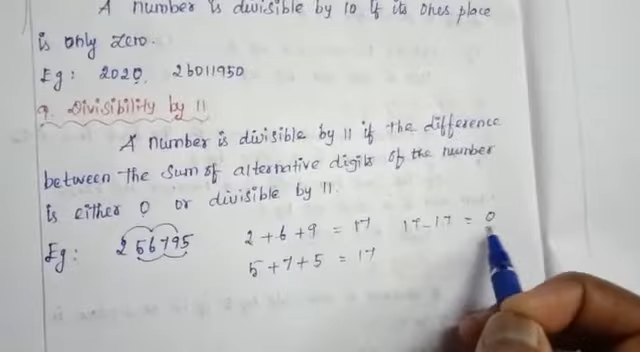 A number is divisible by 10 if its ones place
is only zero.
Eg: 2020, 26011950
9. Divisibility by 11
A number is divisible by 11 if the difference
between the sum of alternative digits of the number
is either 0 or divisible by 11.
Eg: 256795 2+6+9 = 17 17-17 = 0
5+7+5 = 17